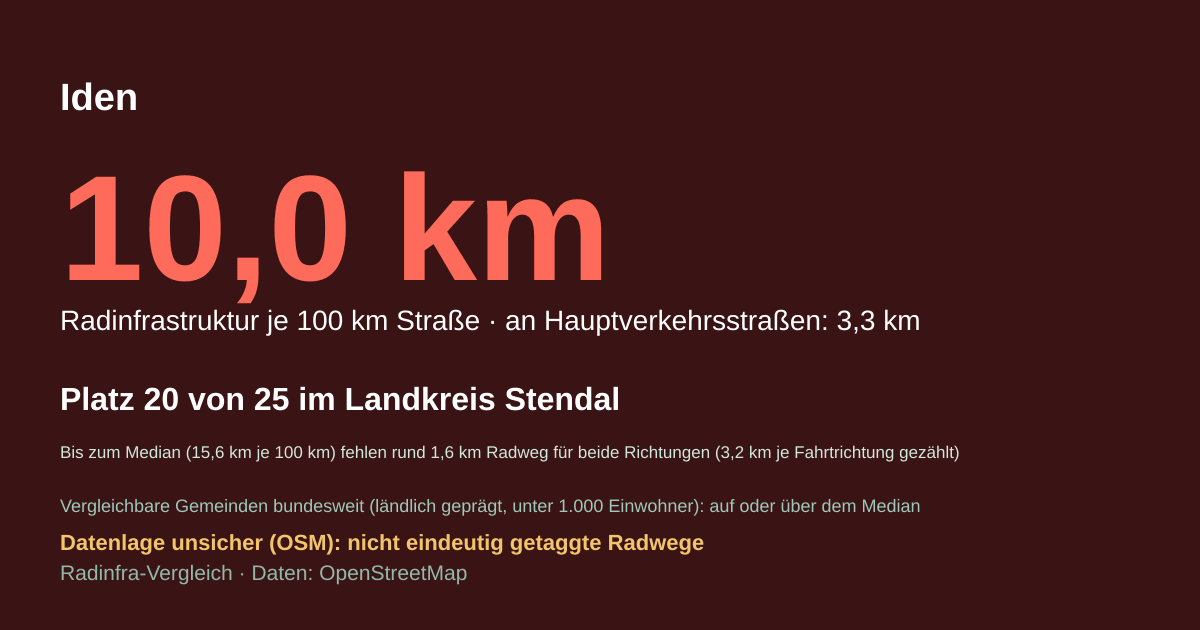 Iden
10,0 km
Radinfrastruktur je 100 km Straße · an Hauptverkehrsstraßen: 3,3 km
Platz 20 von 25 im Landkreis Stendal
Bis zum Median (15,6 km je 100 km) fehlen rund 1,6 km Radweg für beide Richtungen (3,2 km je Fahrtrichtung gezählt)
Vergleichbare Gemeinden bundesweit (ländlich geprägt, unter 1.000 Einwohner): auf oder über dem Median
Datenlage unsicher (OSM): nicht eindeutig getaggte Radwege
Radinfra-Vergleich · Daten: OpenStreetMap